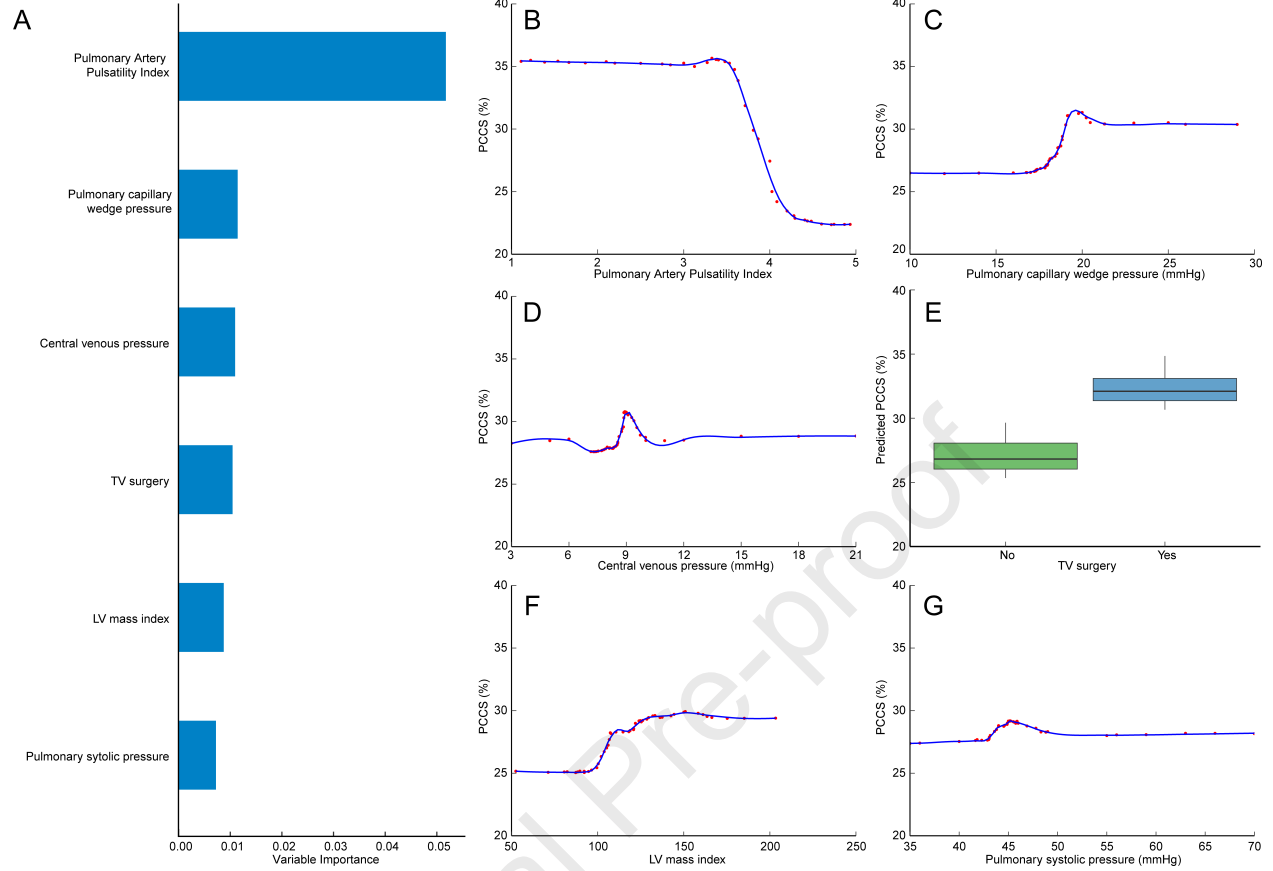 A
Pulmonary Artery
Pulsatility Index
Pulmonary capillary
wedge pressure
Central venous pressure
TV surgery
LV mass index
Pulmonary sytolic pressure
0.00 0.01 0.02 0.03 0.04 0.05
Variable Importance
B
PCCS (%)
40
35
30
25
20
1 2 3 4 5
Pulmonary Artery Pulsatility Index
C
PCCS (%)
40
35
30
25
20
10 15 20 25 30
Pulmonary capillary wedge pressure (mmHg)
D
PCCS (%)
40
35
30
25
20
3 6 9 12 15 18 21
Central venous pressure (mmHg)
E
Predicted PCCS (%)
40
35
30
25
20
No Yes
TV surgery
F
PCCS (%)
40
35
30
25
20
50 100 150 200 250
LV mass index
G
PCCS (%)
40
35
30
25
20
35 40 45 50 55 60 65 70
Pulmonary systolic pressure (mmHg)
al Pre-proof